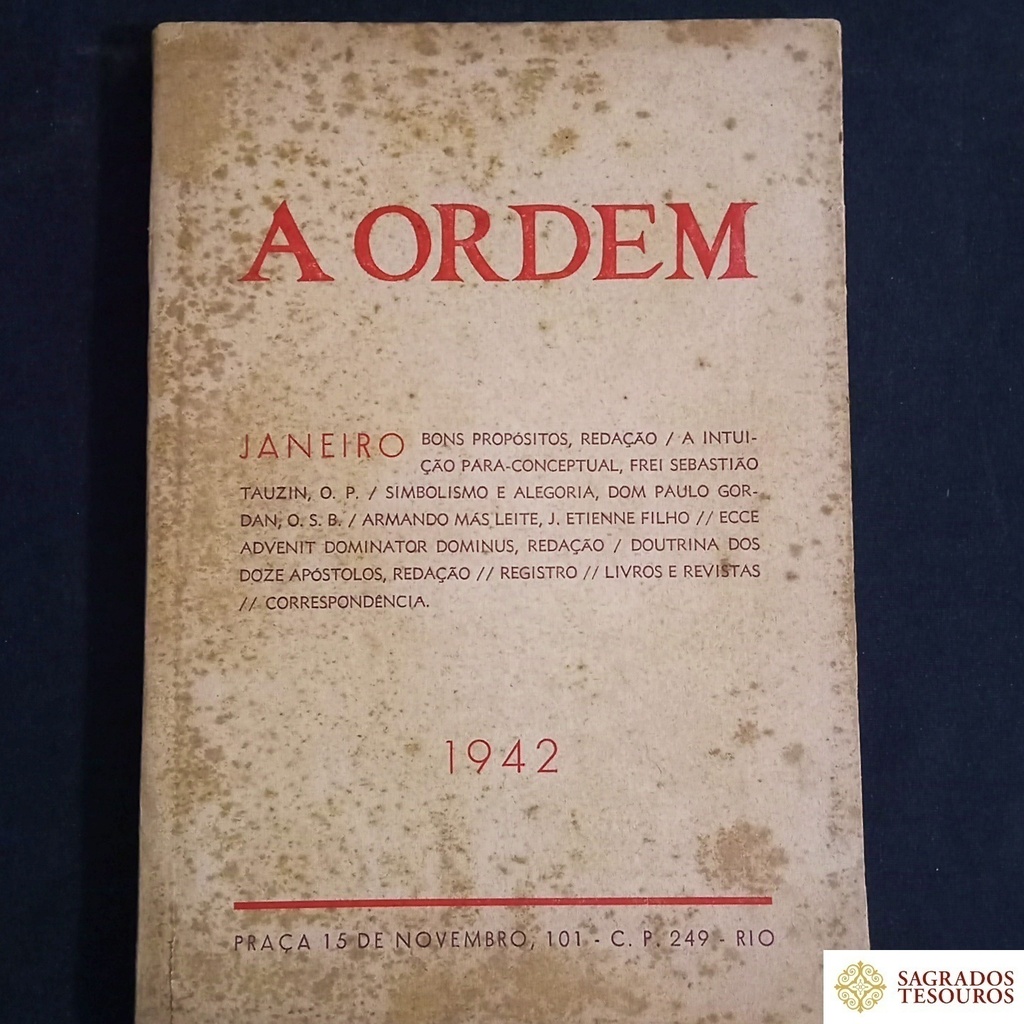 A ORDEM
JANEIRO BONS PROPÓSITOS, REDAÇÃO / A INTUI-
ÇÃO PARA-CONCEPTUAL, FREI SEBASTIÃO
TAUZIN, O. P. / SIMBOLISMO E ALEGORIA, DOM PAULO GOR-
DAN, O. S. B. / ARMANDO MÁS LEITE, J. ETIENNE FILHO // ECCE
ADVENIT DOMINATOR DOMINUS, REDAÇÃO / DOUTRINA DOS
DOZE APÓSTOLOS, REDAÇÃO // REGISTRO // LIVROS E REVISTAS
// CORRESPONDÊNCIA.
1942
PRAÇA 15 DE NOVEMBRO, 101 - C. P. 249 - RIO
SAGRADOS
TESOUROS